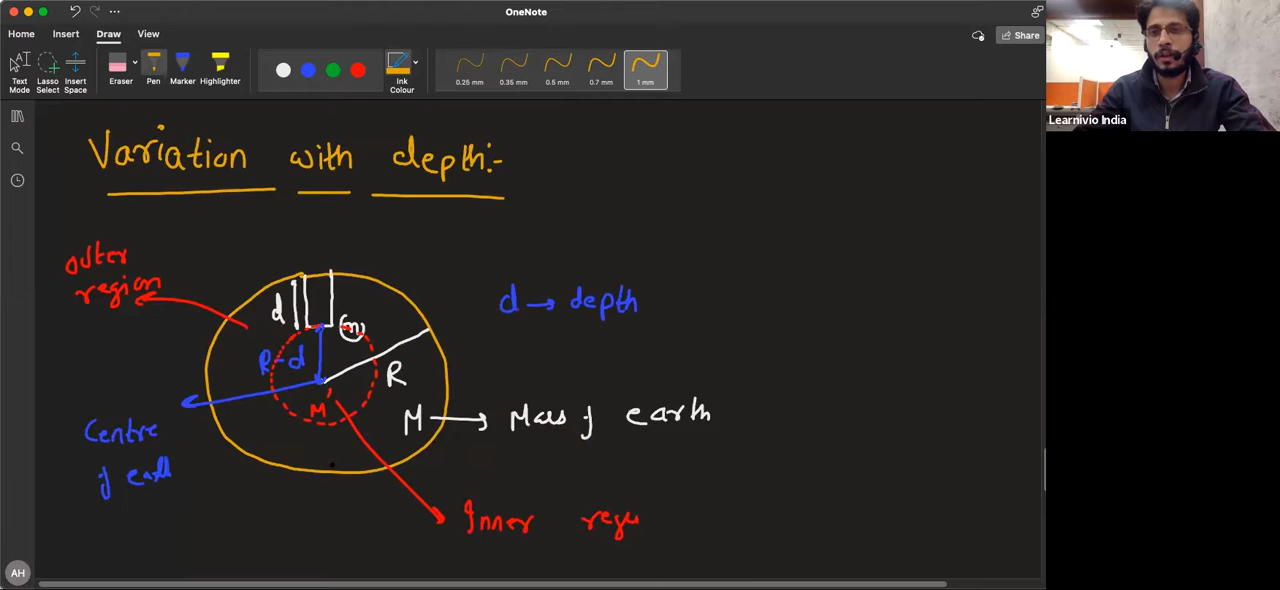 OneNote
Home Insert Draw View
Share
Text Mode
Lasso Select
Insert Space
Eraser
Pen
Marker
Highlighter
Ink Colour
0.25 mm
0.35 mm
0.5 mm
0.7 mm
1 mm
Learnivio India
Variation with depth:-
Outer
region
d
m
d → depth
R-d
R
M'
M → Mass of earth
Centre
of earth
Inner regi
AH